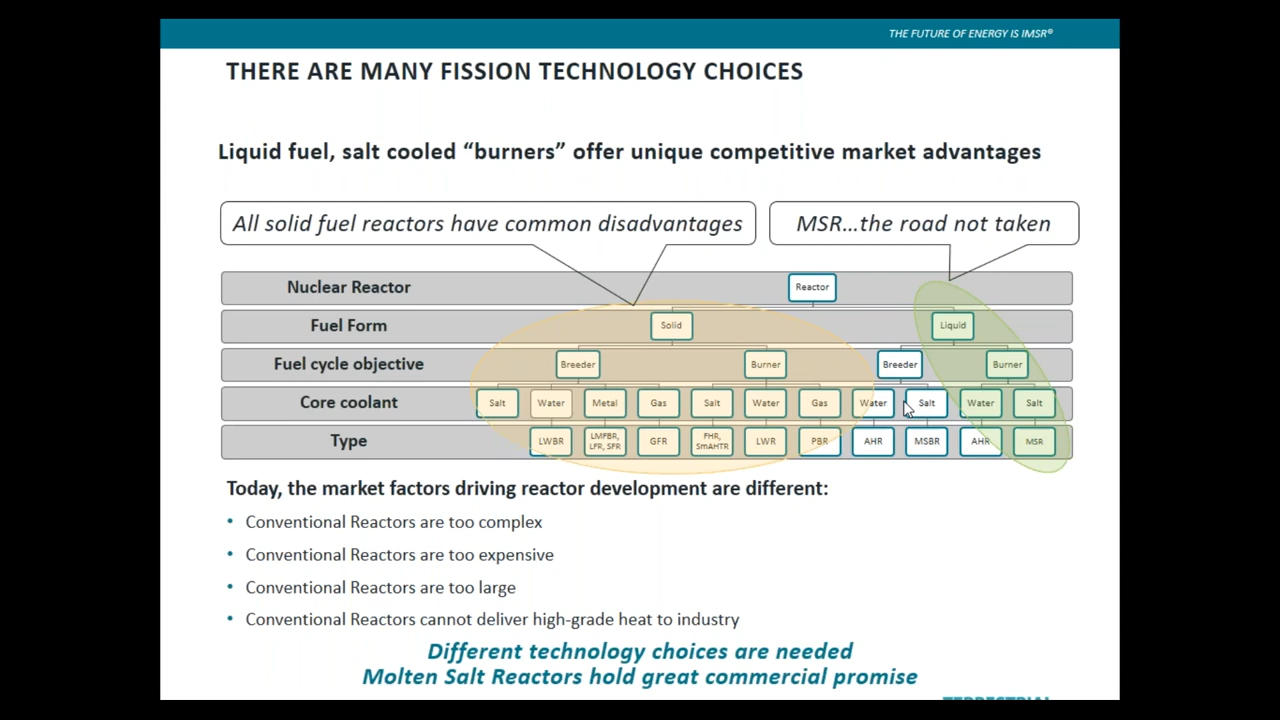 THE FUTURE OF ENERGY IS IMSR®
THERE ARE MANY FISSION TECHNOLOGY CHOICES
Liquid fuel, salt cooled “burners” offer unique competitive market advantages
All solid fuel reactors have common disadvantages
MSR...the road not taken
Nuclear Reactor
Reactor
Fuel Form
Solid
Liquid
Fuel cycle objective
Breeder
Burner
Breeder
Burner
Core coolant
Salt
Water
Metal
Gas
Salt
Water
Gas
Water
Salt
Water
Salt
Type
LWBR
LMFBR,
LFR, SFR
GFR
FHR,
SmAHTR
LWR
PBR
AHR
MSBR
AHR
MSR
Today, the market factors driving reactor development are different:
• Conventional Reactors are too complex
• Conventional Reactors are too expensive
• Conventional Reactors are too large
• Conventional Reactors cannot deliver high-grade heat to industry
Different technology choices are needed
Molten Salt Reactors hold great commercial promise